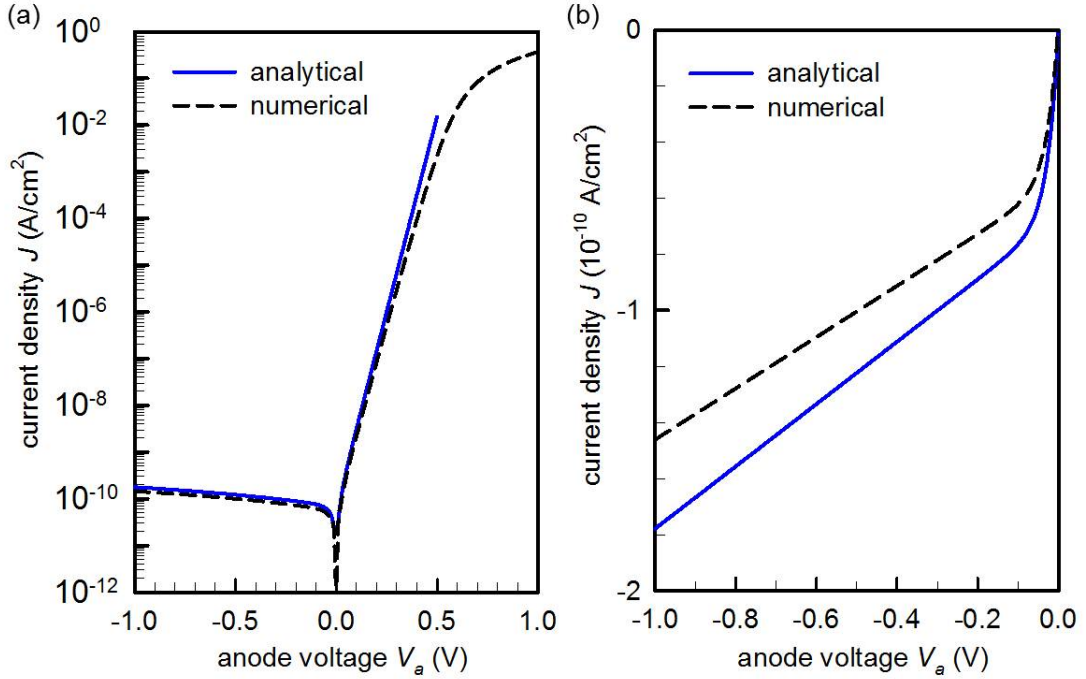 (a)
10^0
10^-2
10^-4
10^-6
10^-8
10^-10
10^-12
current density J (A/cm^2)
analytical
numerical
-1.0 -0.5 0.0 0.5 1.0
anode voltage V_a (V)
(b)
0
-1
-2
current density J (10^-10 A/cm^2)
analytical
numerical
-1.0 -0.8 -0.6 -0.4 -0.2 0.0
anode voltage V_a (V)